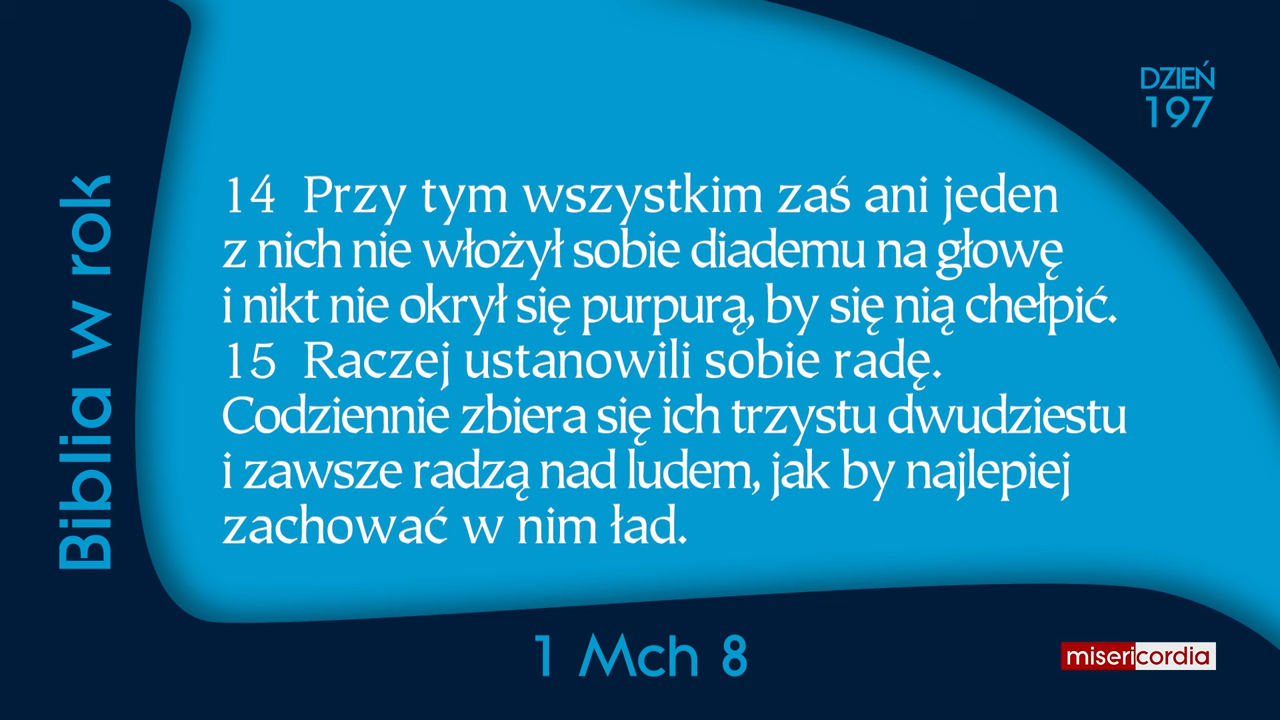 DZIEŃ
197
Biblia w rok
14 Przy tym wszystkim zaś ani jeden
z nich nie włożył sobie diademu na głowę
i nikt nie okrył się purpurą, by się nią chełpić.
15 Raczej ustanowili sobie radę.
Codziennie zbiera się ich trzystu dwudziestu
i zawsze radzą nad ludem, jak by najlepiej
zachować w nim ład.
1 Mch 8
misericordia